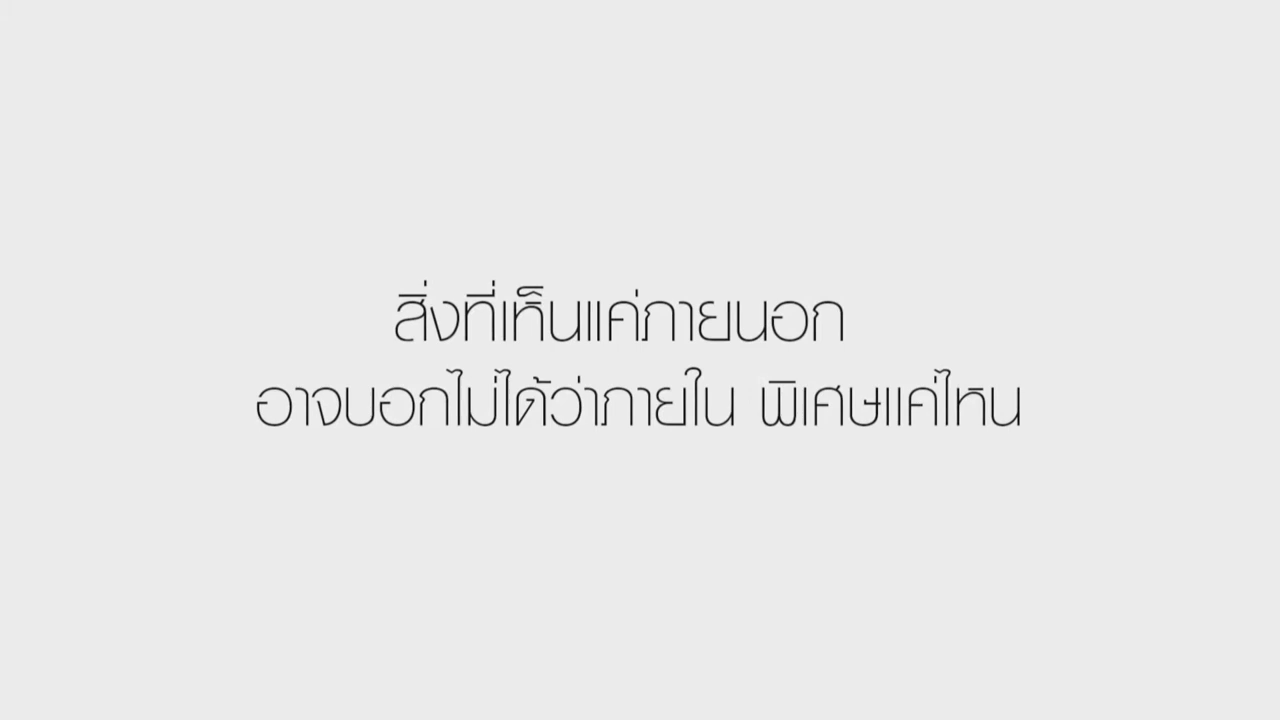 สิ่งที่เห็นแค่ภายนอก
อาจบอกไม่ได้ว่าภายใน พิเศษแค่ไหน